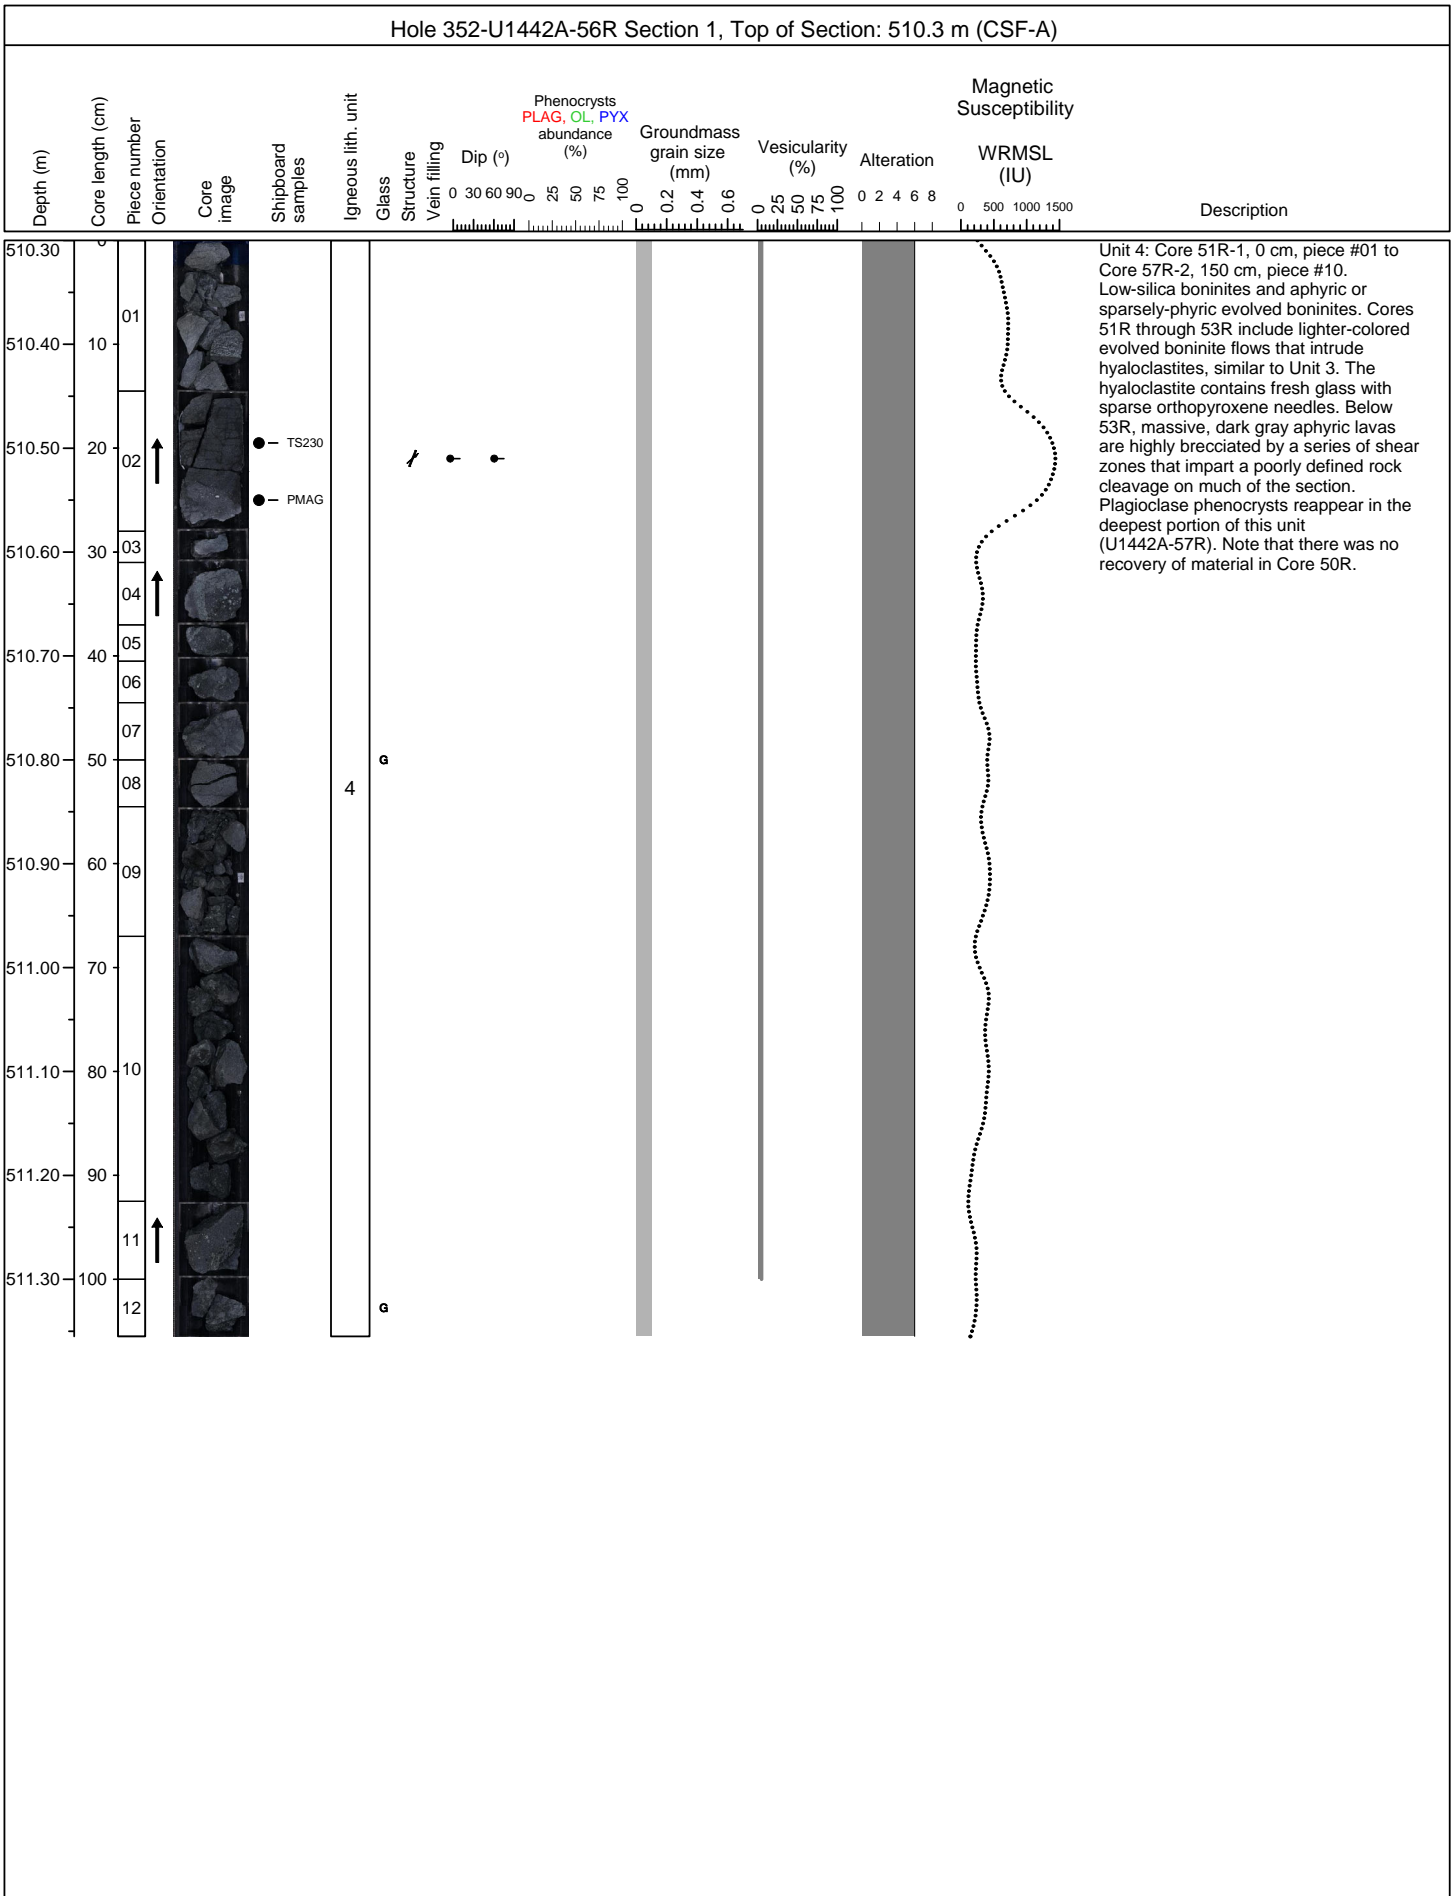 Hole 352-U1442A-56R Section 1, Top of Section: 510.3 m (CSF-A)
Depth (m)
Core length (cm)
Piece number
Orientation
Core
image
Shipboard
samples
Igneous lith. unit
Glass
Structure
Vein filling
Dip (o)
0 30 60 90
Phenocrysts
PLAG, OL, PYX
abundance
(%)
0 25 50 75 100
Groundmass
grain size
(mm)
0 0.2 0.4 0.6
Vesicularity
(%)
0 25 50 75 100
Alteration
0 2 4 6 8
Magnetic
Susceptibility
WRMSL
(IU)
0 500 1000 1500
Description
510.30 0
01
510.40 10
510.50 20
02
TS230
PMAG
03
510.60 30
04
05
510.70 40
06
07
510.80 50
G
08
4
510.90 60
09
511.00 70
511.10 80
10
511.20 90
11
511.30 100
12
G
Unit 4: Core 51R-1, 0 cm, piece #01 to
Core 57R-2, 150 cm, piece #10.
Low-silica boninites and aphyric or
sparsely-phyric evolved boninites. Cores
51R through 53R include lighter-colored
evolved boninite flows that intrude
hyaloclastites, similar to Unit 3. The
hyaloclastite contains fresh glass with
sparse orthopyroxene needles. Below
53R, massive, dark gray aphyric lavas
are highly brecciated by a series of shear
zones that impart a poorly defined rock
cleavage on much of the section.
Plagioclase phenocrysts reappear in the
deepest portion of this unit
(U1442A-57R). Note that there was no
recovery of material in Core 50R.